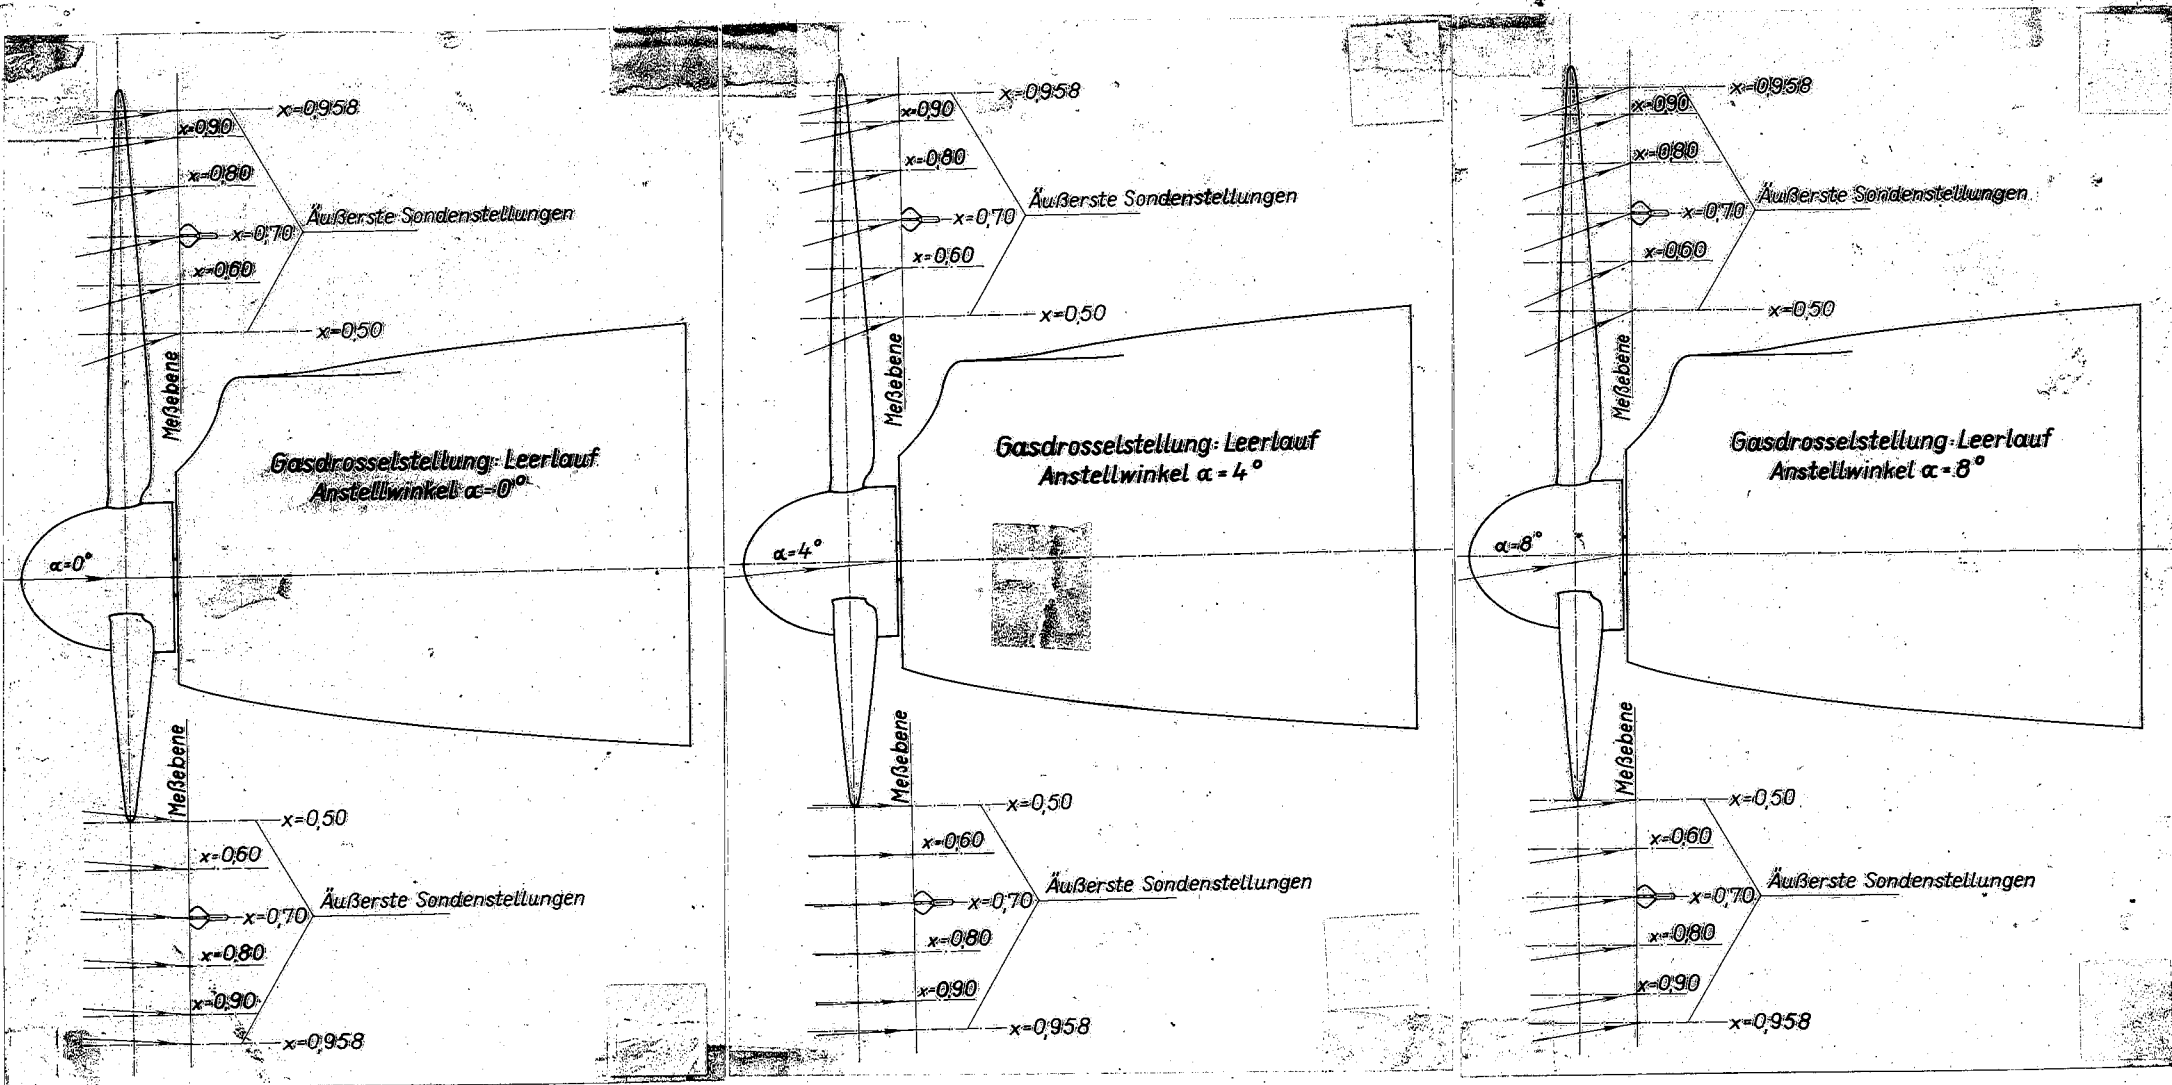 x=0,958
x=0,90
x=0,80
Äußerste Sondenstellungen
x=0,70
x=0,60
x=0,50
Meßebene
Gasdrosselstellung: Leerlauf
Anstellwinkel α=0°
α=0°
Meßebene
x=0,50
x=0,60
Äußerste Sondenstellungen
x=0,70
x=0,80
x=0,90
x=0,958
x=0,958
x=0,90
x=0,80
Äußerste Sondenstellungen
x=0,70
x=0,60
x=0,50
Meßebene
Gasdrosselstellung: Leerlauf
Anstellwinkel α=4°
α=4°
Meßebene
x=0,50
x=0,60
Äußerste Sondenstellungen
x=0,70
x=0,80
x=0,90
x=0,958
x=0,958
x=0,90
x=0,80
Äußerste Sondenstellungen
x=0,70
x=0,60
x=0,50
Meßebene
Gasdrosselstellung: Leerlauf
Anstellwinkel α=8°
α=8°
Meßebene
x=0,50
x=0,60
Äußerste Sondenstellungen
x=0,70
x=0,80
x=0,90
x=0,958